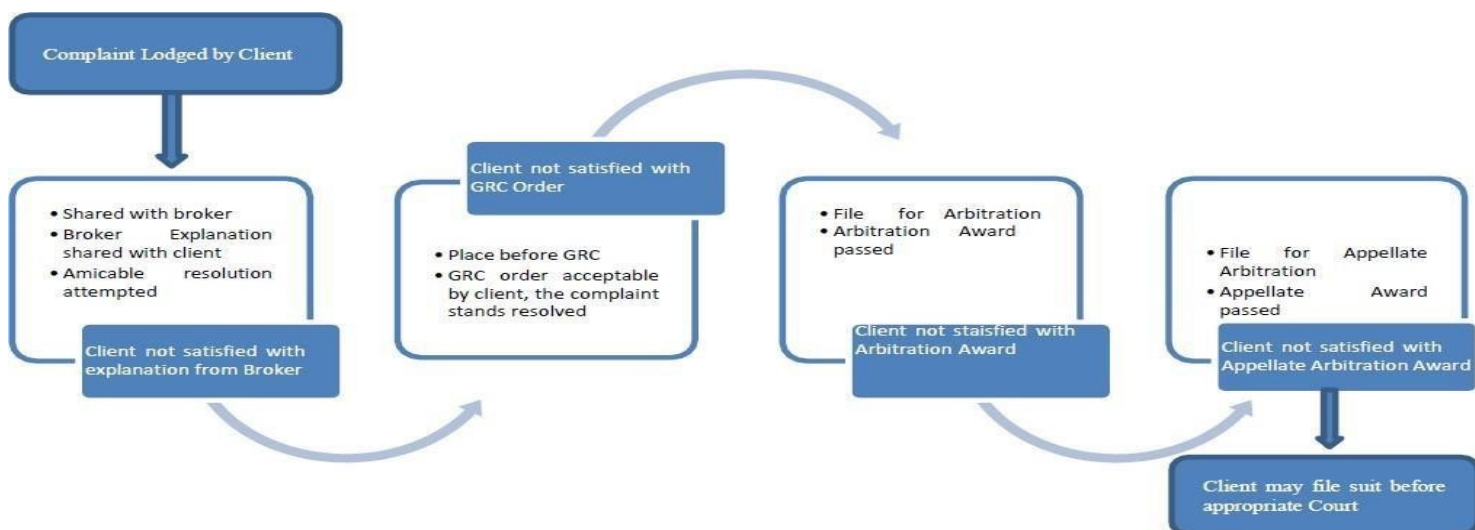 Complaint Lodged by Client
• Shared with broker
• Broker Explanation
shared with client
• Amicable resolution
attempted
Client not satisfied with
explanation from Broker
Client not satisfied with
GRC Order
• Place before GRC
• GRC order acceptable
by client, the complaint
stands resolved
• File for Arbitration
• Arbitration Award
passed
Client not staisfied with
Arbitration Award
• File for Appellate
Arbitration
• Appellate Award
passed
Client not satisfied with
Appellate Arbitration Award
Client may file suit before
appropriate Court